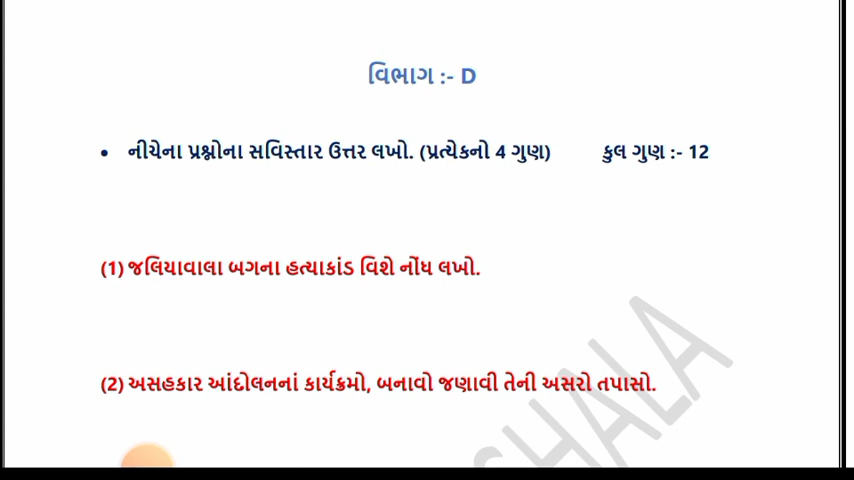 વિભાગ :- D
• નીચેના પ્રશ્નોના સવિસ્તાર ઉત્તર લખો. (પ્રત્યેકનો 4 ગુણ) કુલ ગુણ :- 12
(1) જલિયાવાલા બગના હત્યાકાંડ વિશે નોંધ લખો.
(2) અસહકાર આંદોલનનાં કાર્યક્રમો, બનાવો જણાવી તેની અસરો તપાસો.
SHALA